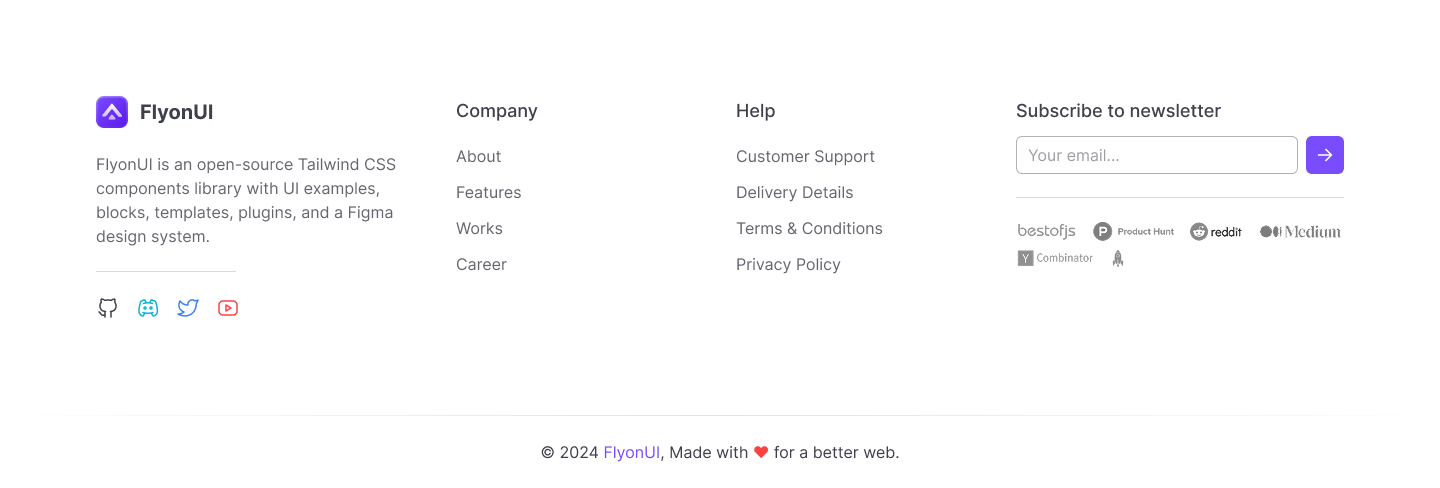 FlyonUI
FlyonUI is an open-source Tailwind CSS
components library with UI examples,
blocks, templates, plugins, and a Figma
design system.
Company
About
Features
Works
Career
Help
Customer Support
Delivery Details
Terms & Conditions
Privacy Policy
Subscribe to newsletter
Your email...
bestofjs P Product Hunt reddit Medium
Y Combinator
© 2024 FlyonUI, Made with ❤ for a better web.